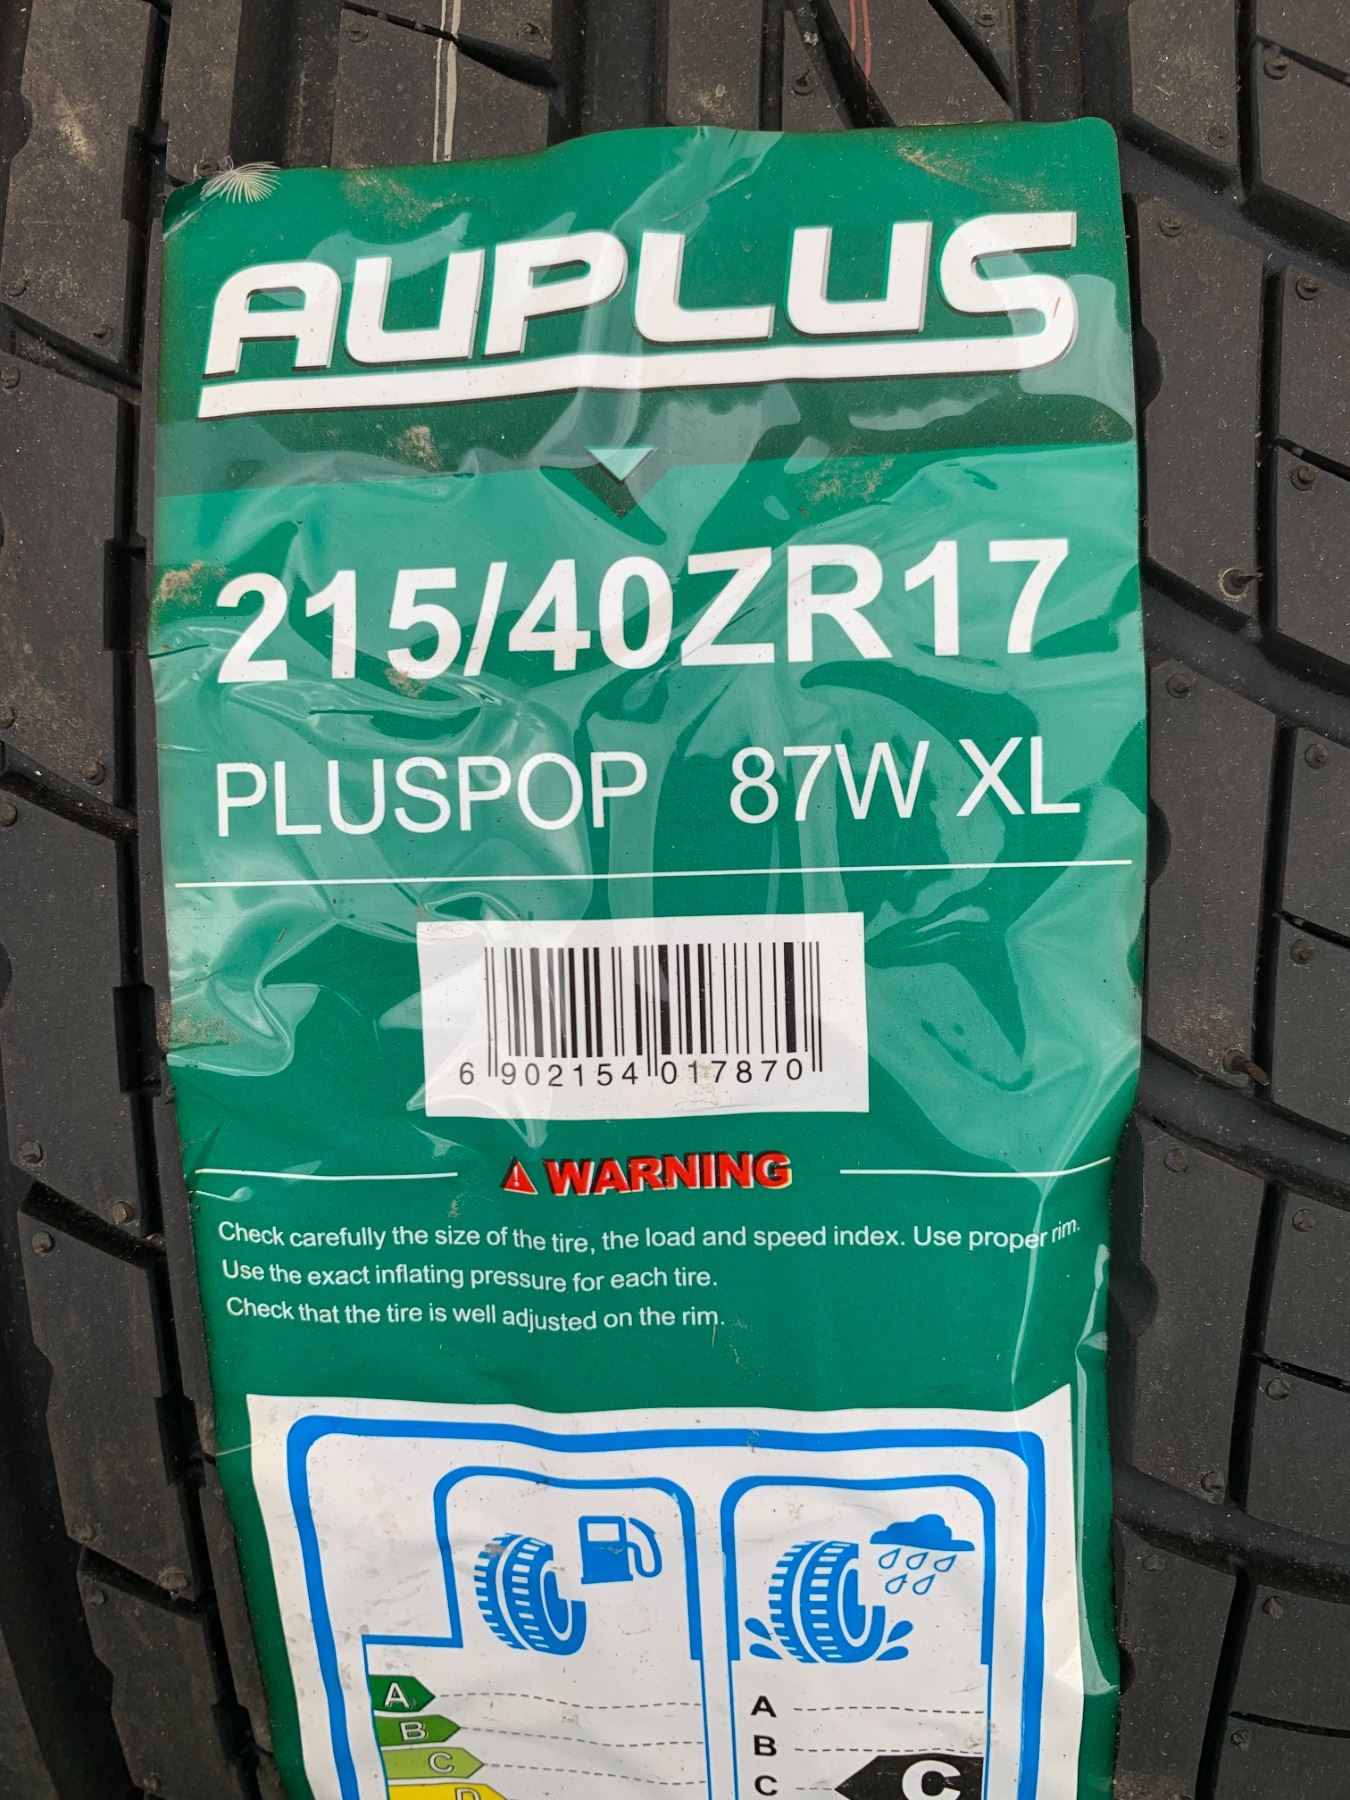 AUPLUS
215/40ZR17
PLUSPOP 87W XL
6 902154 017870
WARNING
Check carefully the size of the tire, the load and speed index. Use proper rim.
Use the exact inflating pressure for each tire.
Check that the tire is well adjusted on the rim.
A
B
C
D
A
B
C C